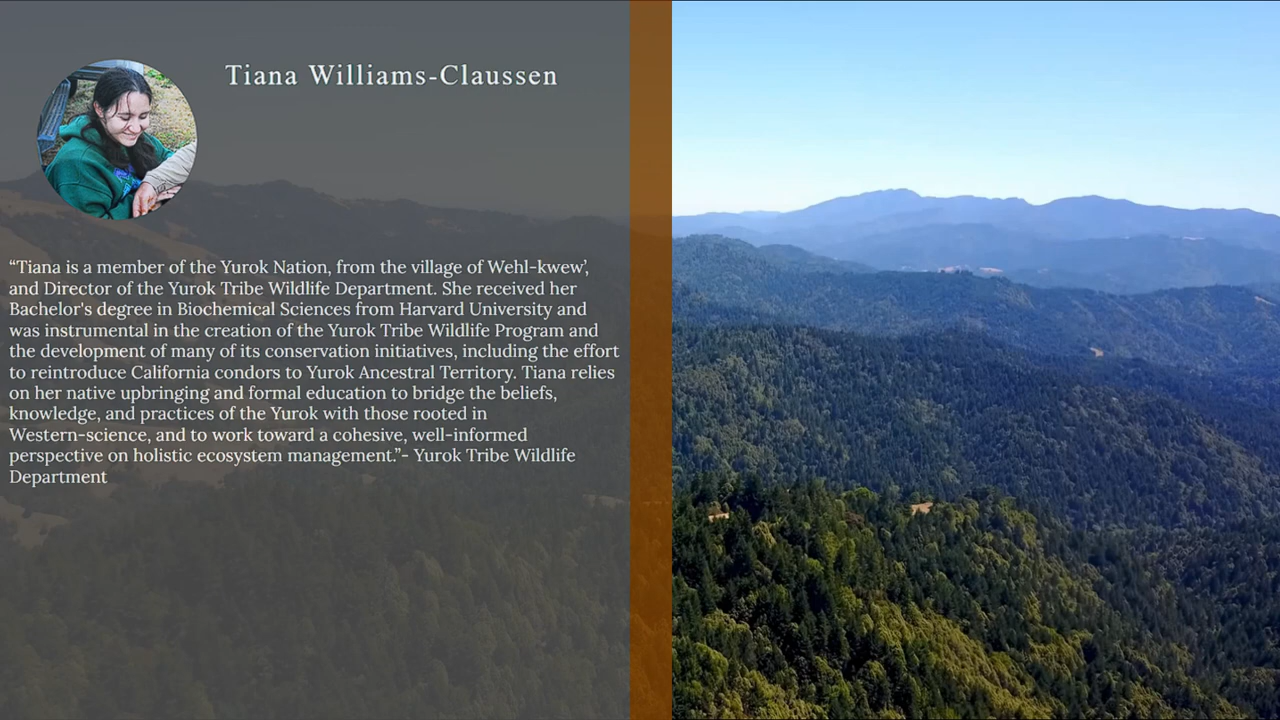 Tiana Williams-Claussen
“Tiana is a member of the Yurok Nation, from the village of Wehl-kwew’,
and Director of the Yurok Tribe Wildlife Department. She received her
Bachelor's degree in Biochemical Sciences from Harvard University and
was instrumental in the creation of the Yurok Tribe Wildlife Program and
the development of many of its conservation initiatives, including the effort
to reintroduce California condors to Yurok Ancestral Territory. Tiana relies
on her native upbringing and formal education to bridge the beliefs,
knowledge, and practices of the Yurok with those rooted in
Western-science, and to work toward a cohesive, well-informed
perspective on holistic ecosystem management.”- Yurok Tribe Wildlife
Department